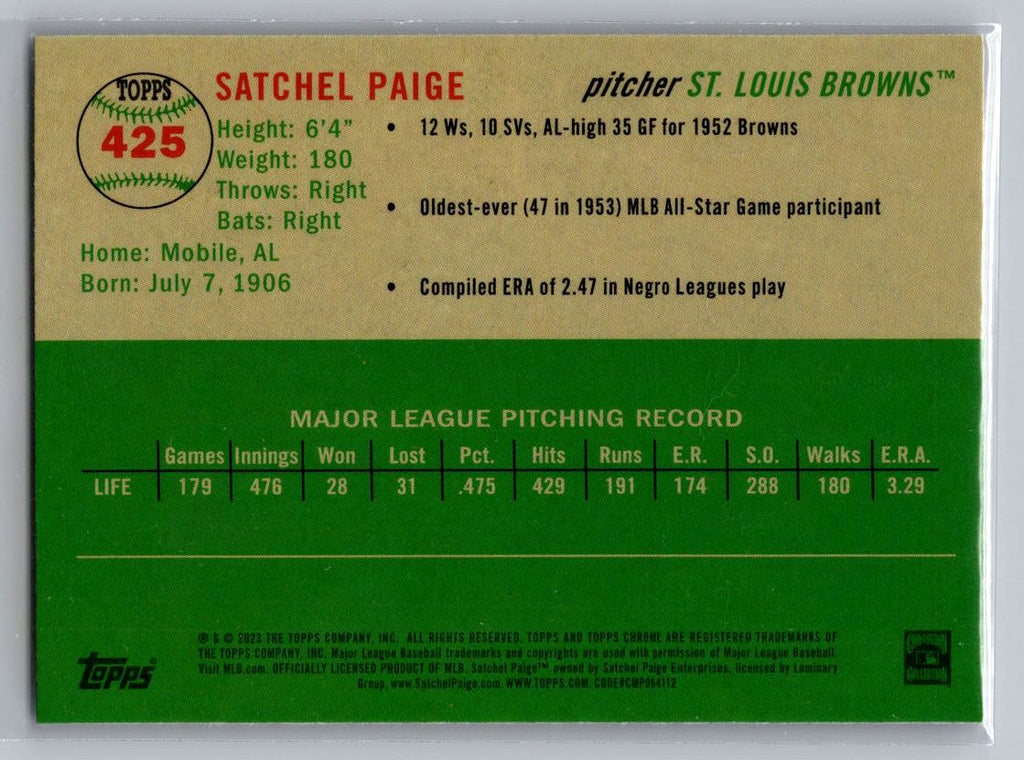 TOPPS
425
SATCHEL PAIGE
pitcher ST. LOUIS BROWNS™
Height: 6'4"
Weight: 180
Throws: Right
Bats: Right
Home: Mobile, AL
Born: July 7, 1906
• 12 Ws, 10 SVs, AL-high 35 GF for 1952 Browns
• Oldest-ever (47 in 1953) MLB All-Star Game participant
• Compiled ERA of 2.47 in Negro Leagues play
MAJOR LEAGUE PITCHING RECORD
Games Innings Won Lost Pct. Hits Runs E.R. S.O. Walks E.R.A.
LIFE 179 476 28 31 .475 429 191 174 288 180 3.29
® & © 2023 THE TOPPS COMPANY, INC. ALL RIGHTS RESERVED. TOPPS AND TOPPS CHROME ARE REGISTERED TRADEMARKS OF
THE TOPPS COMPANY, INC. Major League Baseball trademarks and copyrights are used with permission of Major League Baseball.
Visit MLB.com. OFFICIALLY LICENSED PRODUCT OF MLB. Satchel Paige™ owned by Satchel Paige Enterprises, licensed by Luminary
Group, www.SatchelPaige.com. WWW.TOPPS.COM. CODE#CMP064112
TOPPS®